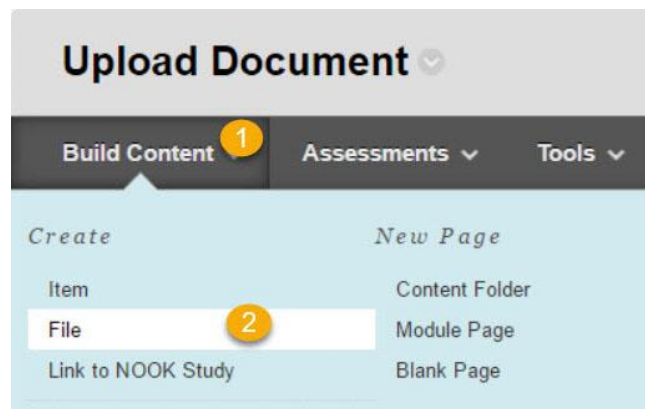 Upload Document
Build Content 1 Assessments Tools
Create New Page
Item Content Folder
File 2 Module Page
Link to NOOK Study Blank Page